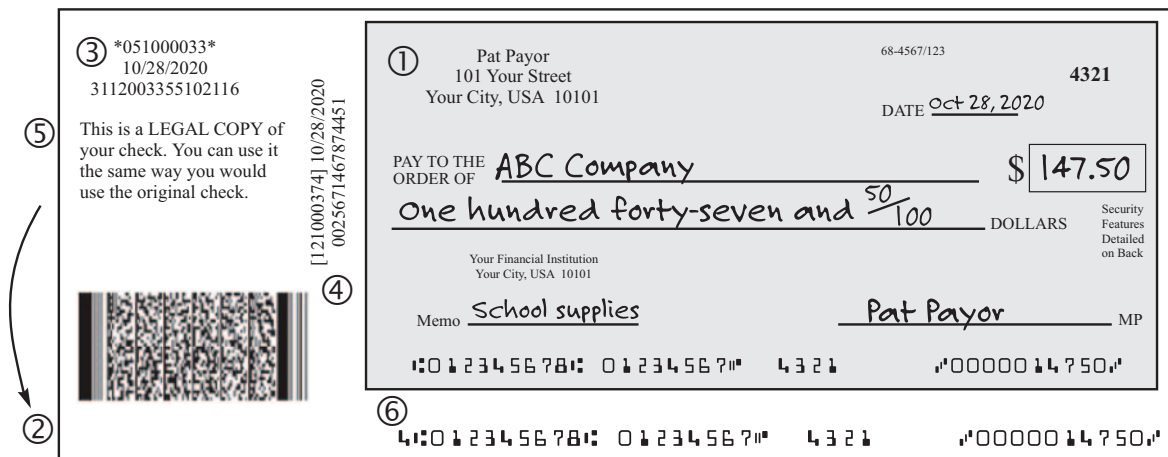 ③ *051000033*
10/28/2020
3112003355102116
⑤ This is a LEGAL COPY of
your check. You can use it
the same way you would
use the original check.
[121000374] 10/28/2020
0025671467874451
④
②
① Pat Payor
101 Your Street
Your City, USA 10101
68-4567/123
4321
DATE Oct 28, 2020
PAY TO THE
ORDER OF ABC Company $ 147.50
One hundred forty-seven and 50/100 DOLLARS
Security
Features
Detailed
on Back
Your Financial Institution
Your City, USA 10101
Memo School supplies Pat Payor MP
⑆012345678⑆ 01234567⑈ 4321 ⑇0000014750⑇
⑥
4⑆012345678⑆ 01234567⑈ 4321 ⑇0000014750⑇